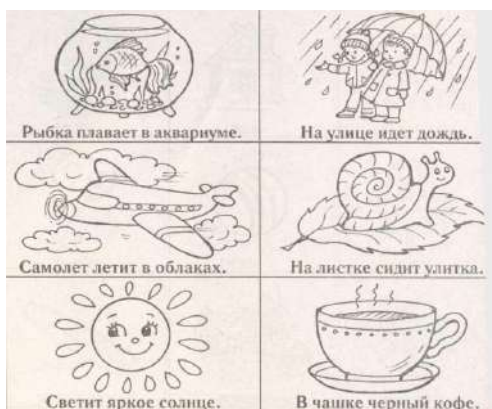 Рыбка плавает в аквариуме.
На улице идет дождь.
Самолет летит в облаках.
На листке сидит улитка.
Светит яркое солнце.
В чашке черный кофе.